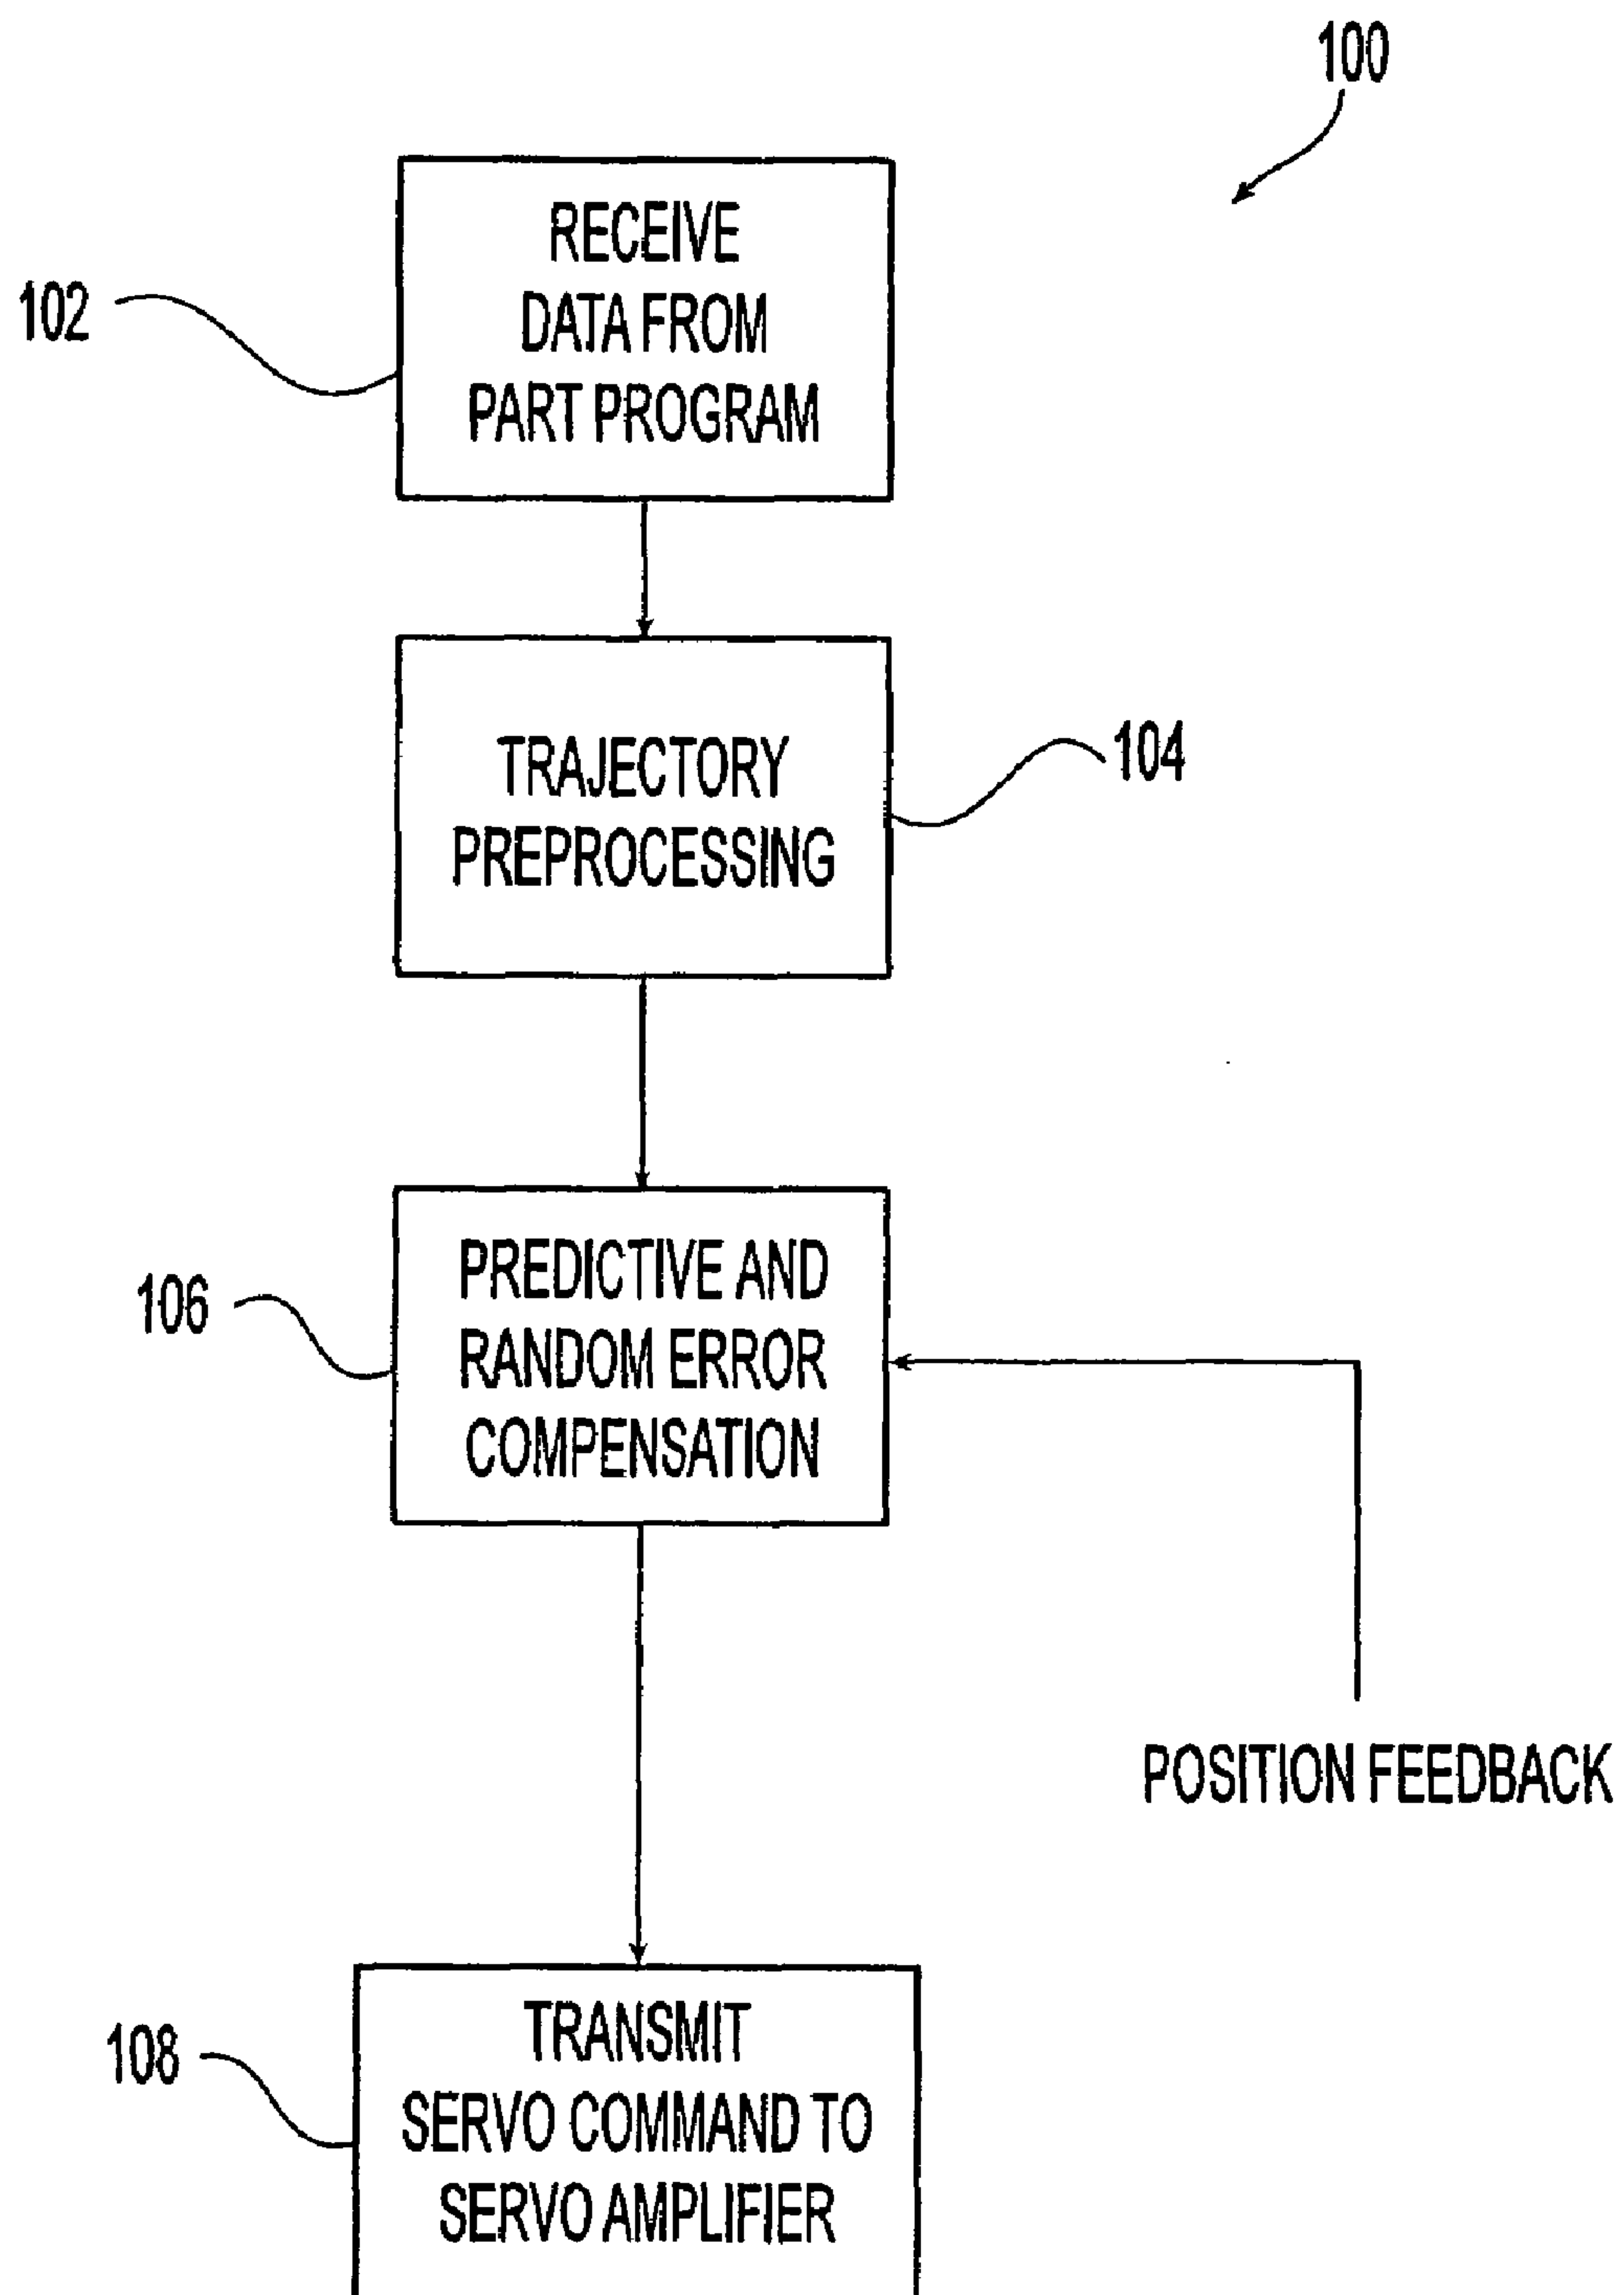 100
RECEIVE
DATA FROM
PART PROGRAM
102
TRAJECTORY
PREPROCESSING
104
PREDICTIVE AND
RANDOM ERROR
COMPENSATION
106
POSITION FEEDBACK
TRANSMIT
SERVO COMMAND TO
SERVO AMPLIFIER
108